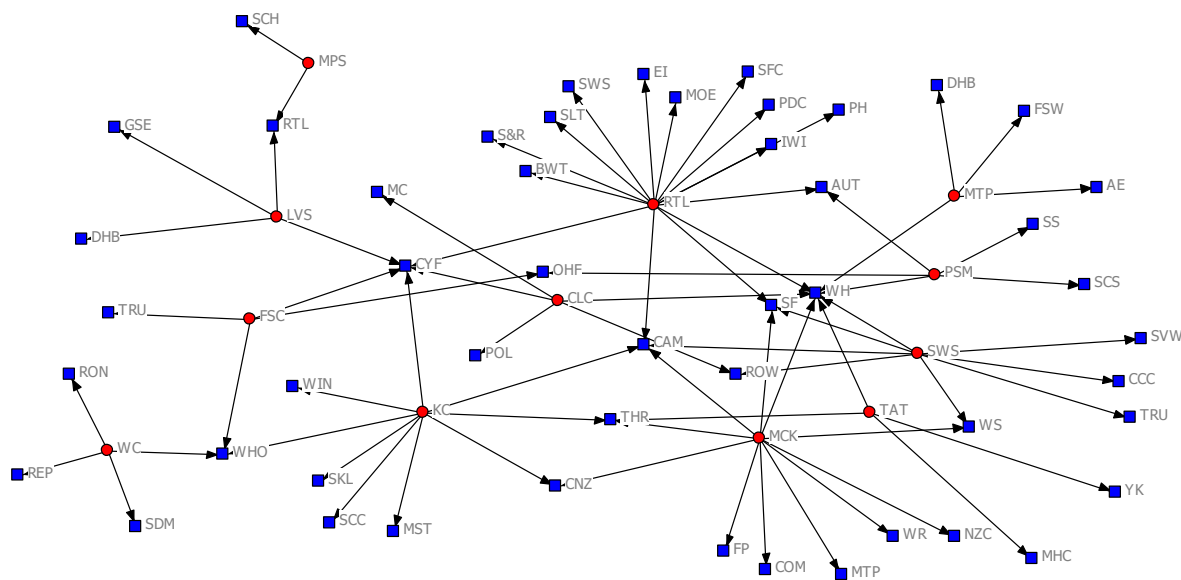 SCH
MPS
SWS
EI
SFC
MOE
DHB
PDC
PH
FSW
SLT
GSE
RTL
S&R
IWI
BWT
MC
AUT
AE
MTP
RTL
LVS
SS
DHB
CYF
OHF
PSM
SCS
CLC
WH
SF
TRU
FSC
SVW
CAM
POL
SWS
RON
ROW
CCC
WIN
KC
THR
TAT
TRU
WS
MCK
WC
WHO
REP
SKL
CNZ
YK
SDM
SCC
MST
WR
NZC
FP
MHC
COM
MTP